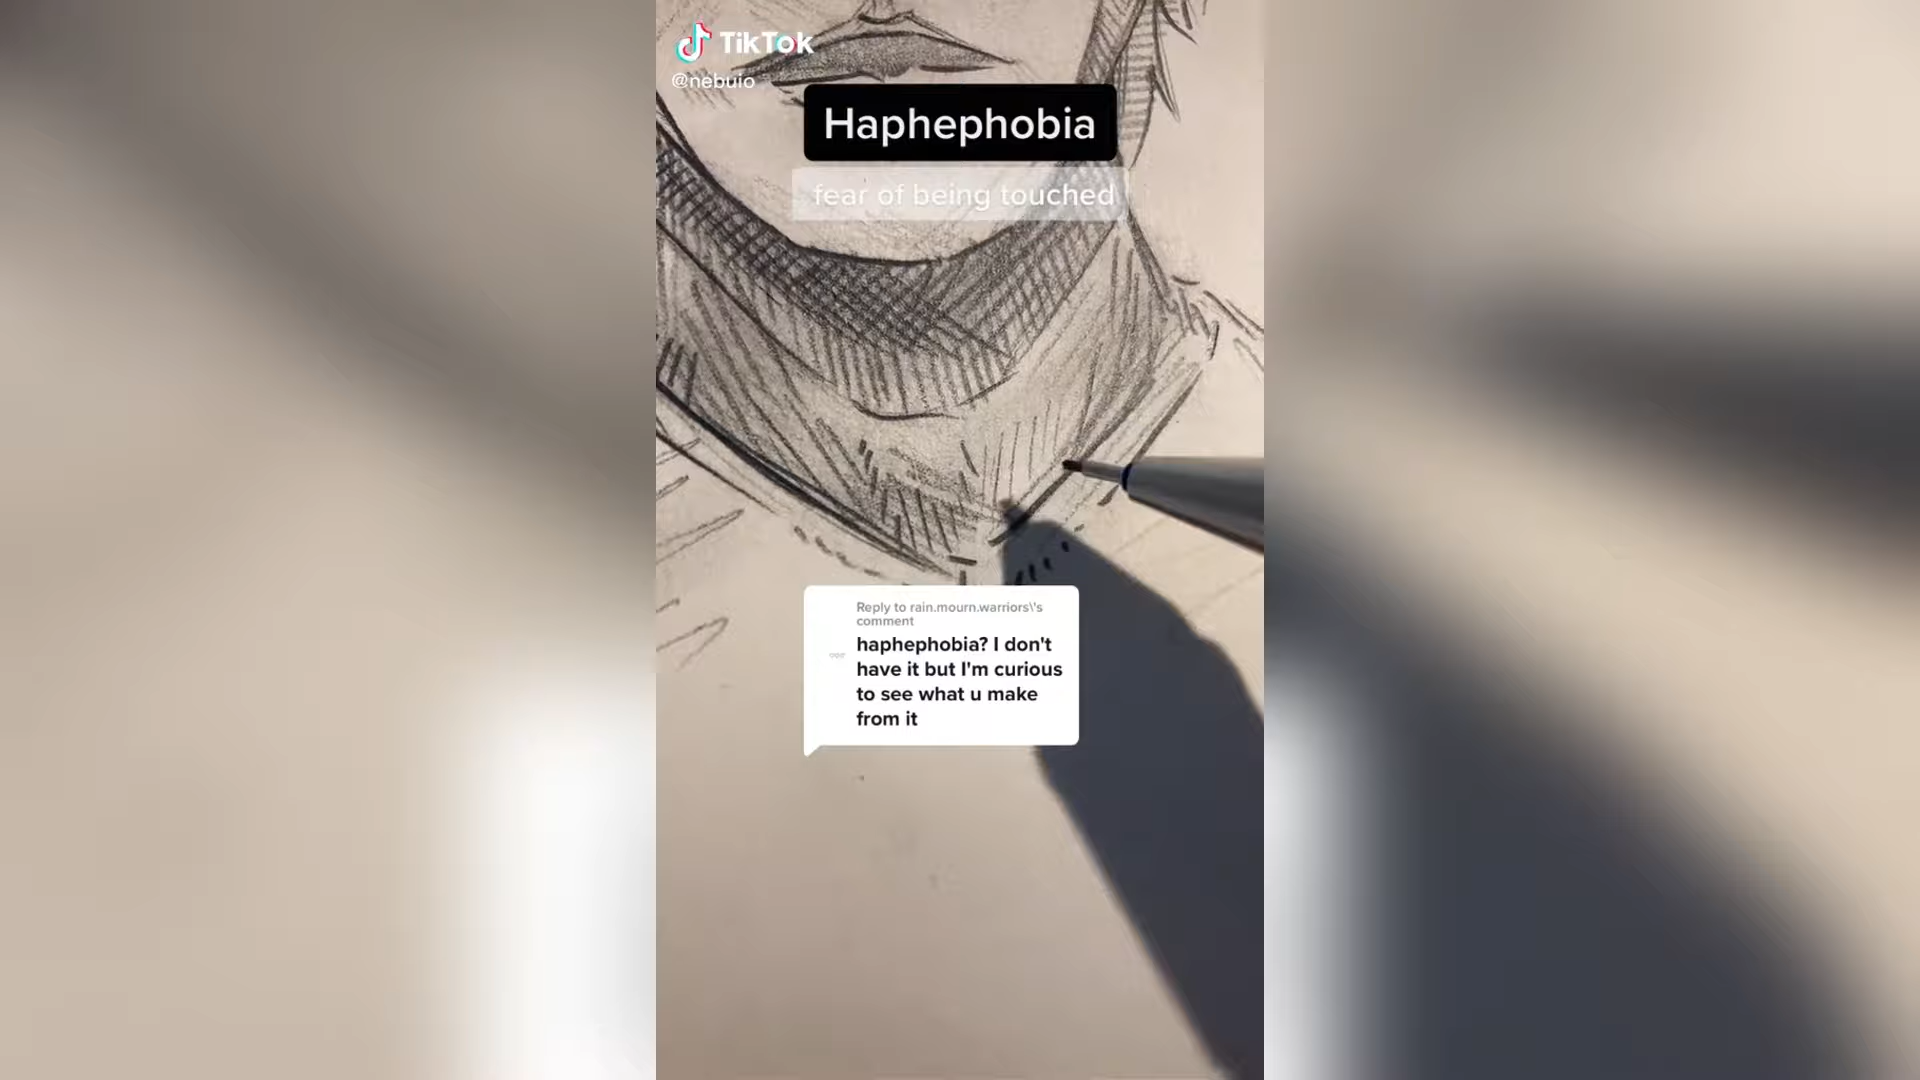 TikTok
@nebuio
Haphephobia
fear of being touched
Reply to rain.mourn.warriors\'s
comment
haphephobia? I don't
have it but I'm curious
to see what u make
from it